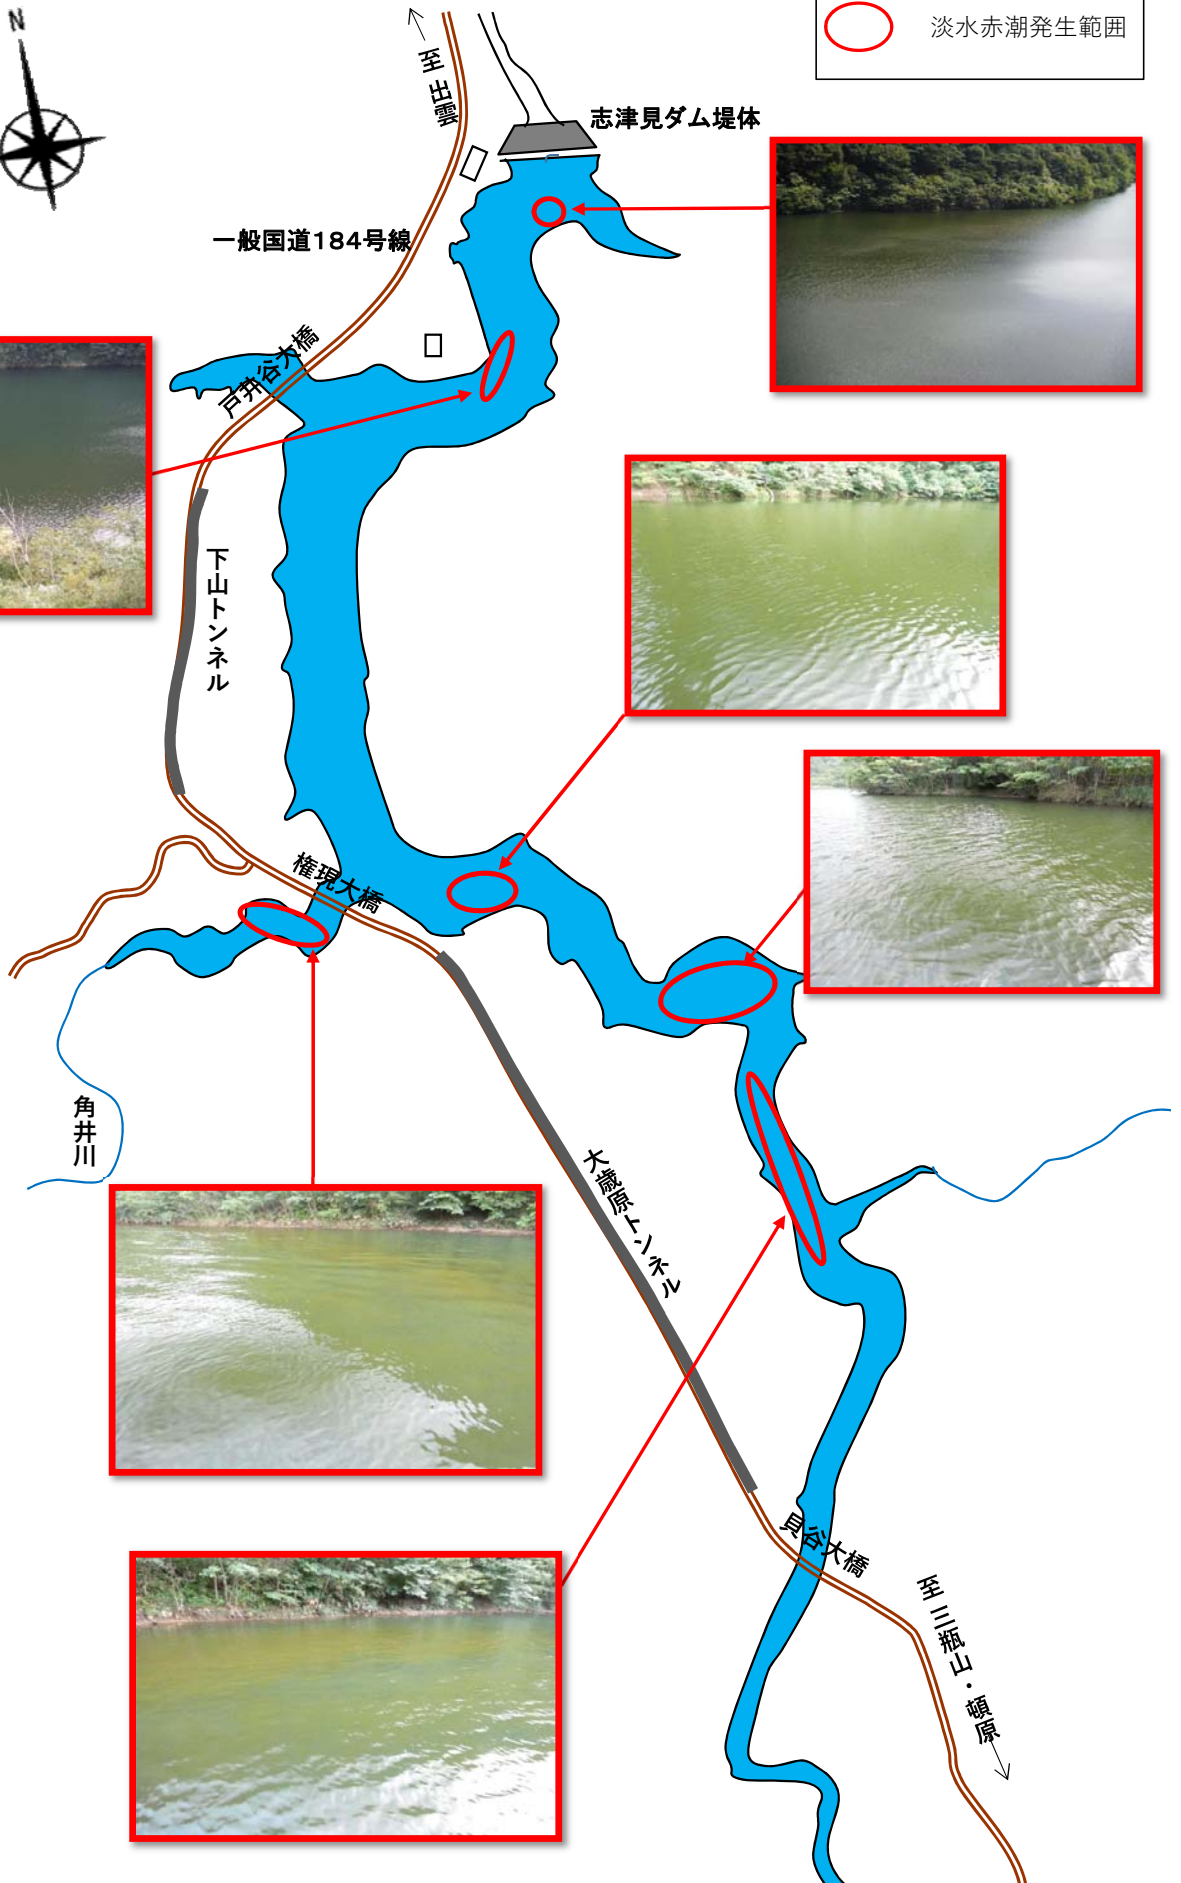 N
淡水赤潮発生範囲
至 出雲
志津見ダム堤体
一般国道184号線
戸井谷大橋
下山トンネル
権現大橋
角井川
大歳原トンネル
貝谷大橋
至 三瓶山・頓原